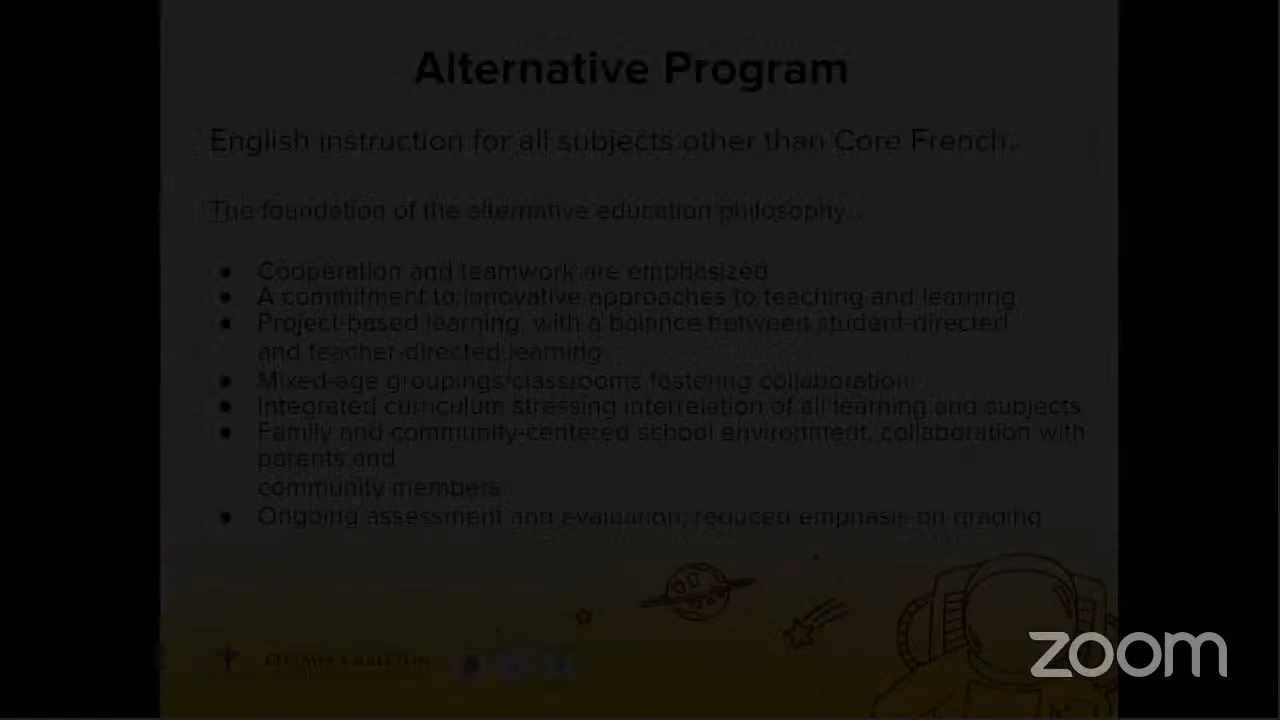 Alternative Program
English instruction for all subjects other than Core French.
The foundation of the alternative education philosophy...
● Cooperation and teamwork are emphasized
● A commitment to innovative approaches to teaching and learning
● Project-based learning, with a balance between student-directed
and teacher-directed learning
● Mixed-age groupings/classrooms fostering collaboration
● Integrated curriculum stressing interrelation of all learning and subjects
● Family and community-centered school environment, collaboration with
parents and
community members
● Ongoing assessment and evaluation; reduced emphasis on grading
Ottawa-Carleton
zoom